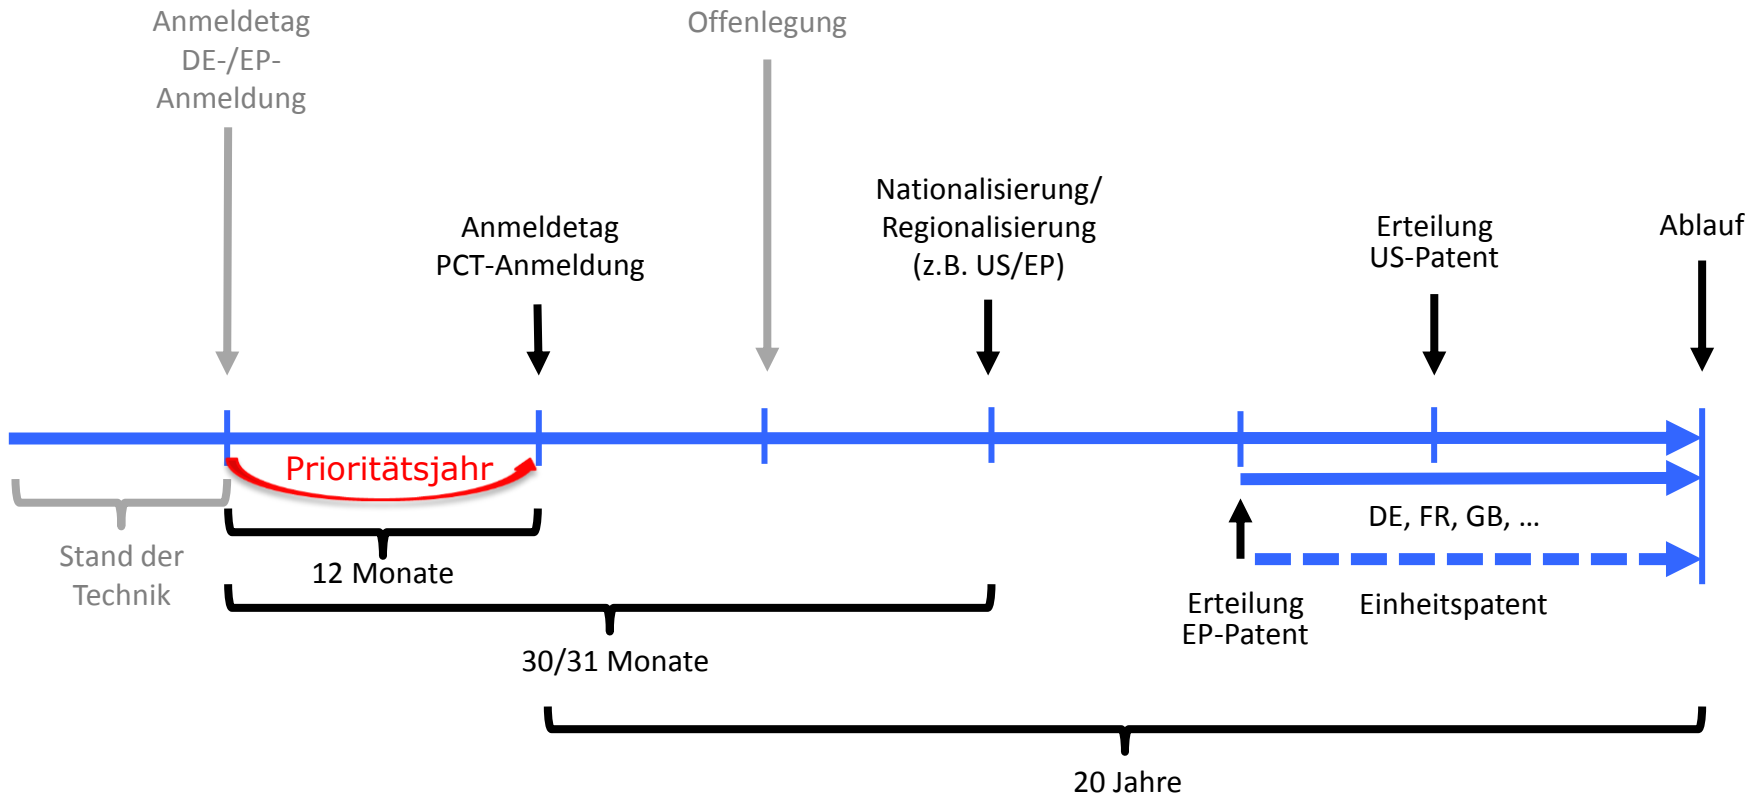 Anmeldetag
DE-/EP-
Anmeldung
Offenlegung
Anmeldetag
PCT-Anmeldung
Nationalisierung/
Regionalisierung
(z.B. US/EP)
Erteilung
US-Patent
Ablauf
Prioritätsjahr
Stand der
Technik
12 Monate
30/31 Monate
DE, FR, GB, ...
Erteilung
EP-Patent
Einheitspatent
20 Jahre